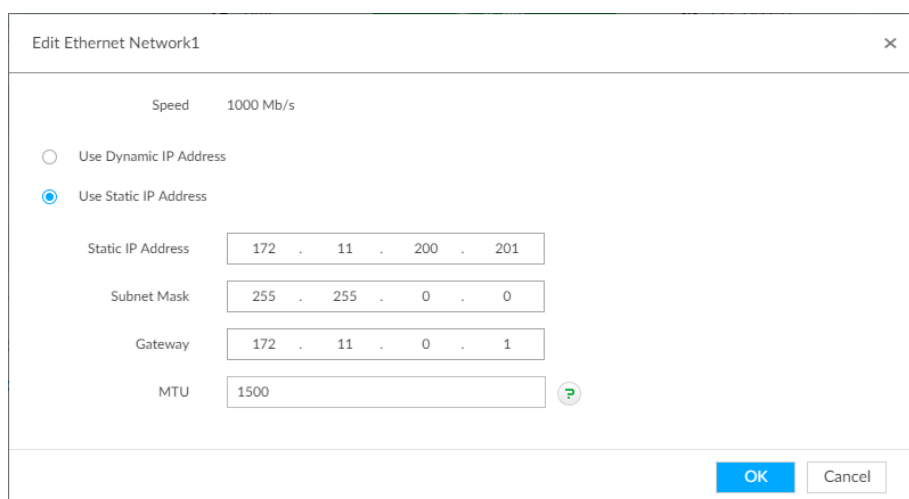 Edit Ethernet Network1 ×
Speed 1000 Mb/s
Use Dynamic IP Address
Use Static IP Address
Static IP Address 172 . 11 . 200 . 201
Subnet Mask 255 . 255 . 0 . 0
Gateway 172 . 11 . 0 . 1
MTU 1500 ?
OK Cancel